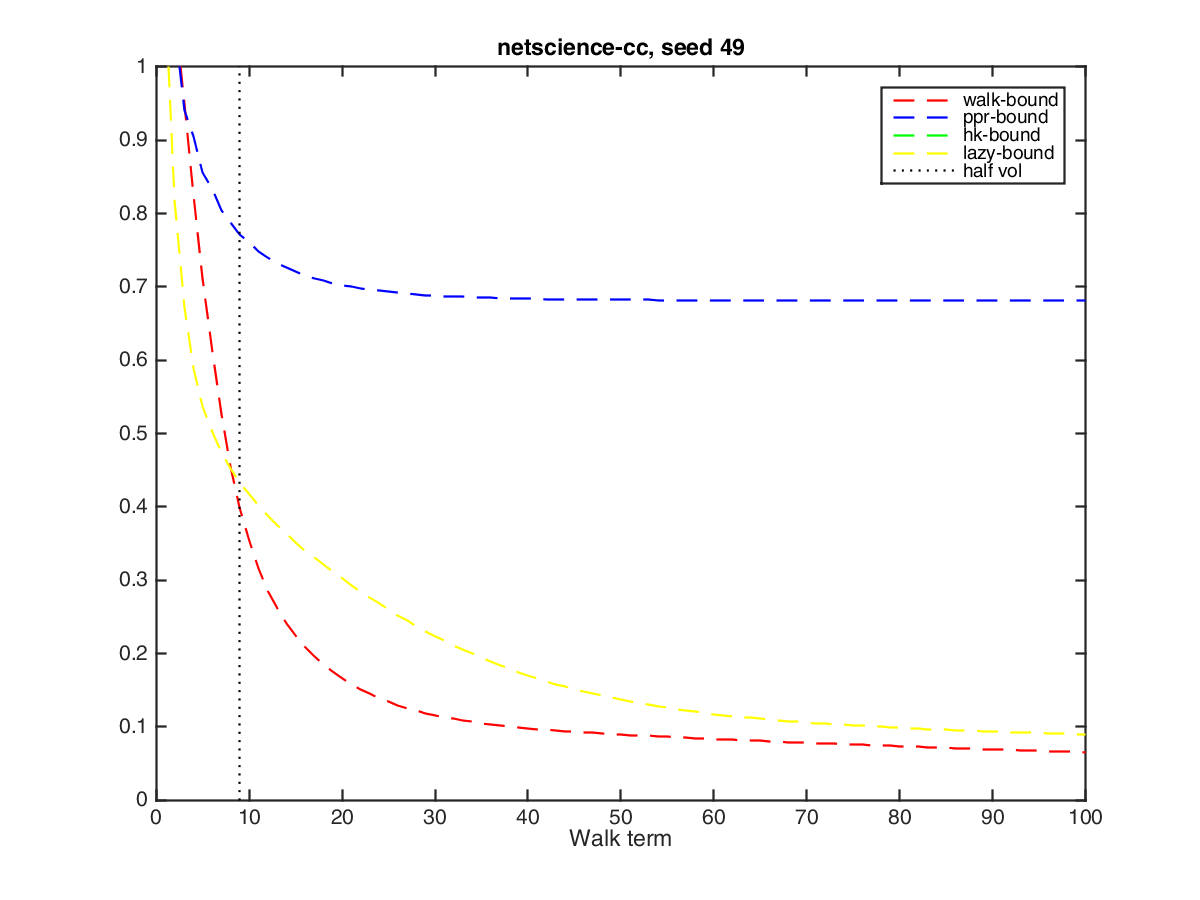 netscience-cc, seed 49
1
0.9
0.8
0.7
0.6
0.5
0.4
0.3
0.2
0.1
0
walk-bound
ppr-bound
hk-bound
lazy-bound
half vol
0 10 20 30 40 50 60 70 80 90 100
Walk term